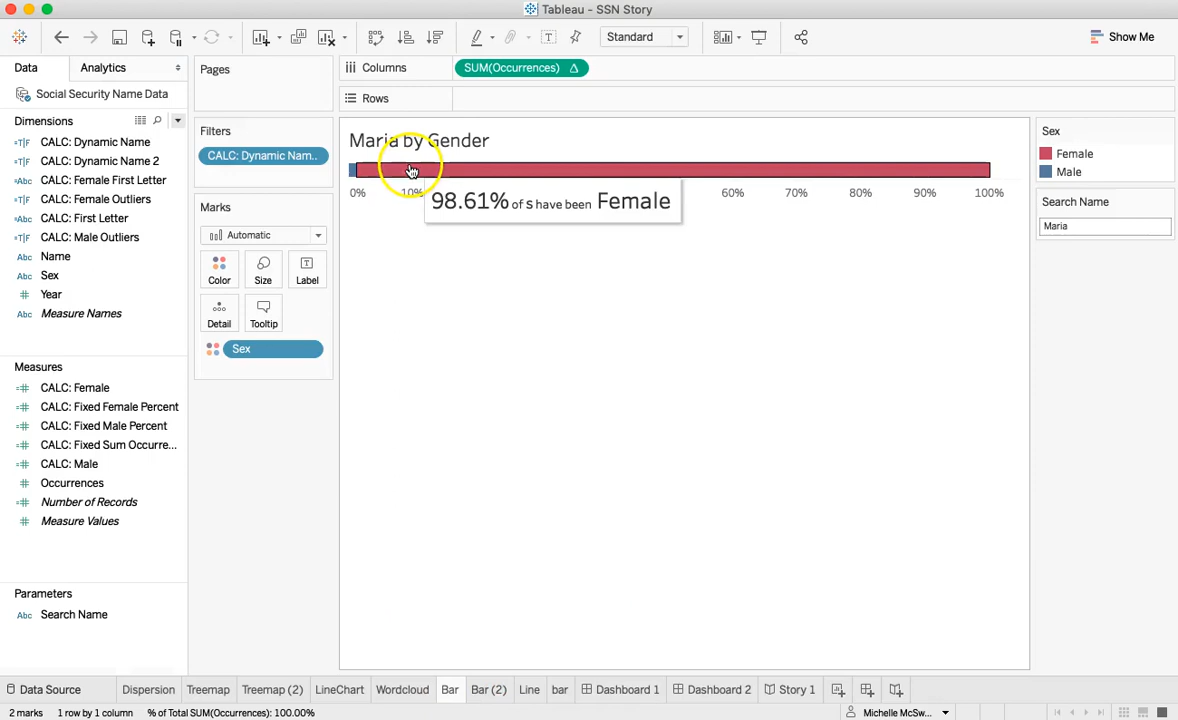 Tableau - SSN Story
Standard
Show Me
Data
Analytics
Pages
Columns
SUM(Occurrences) Δ
Rows
Social Security Name Data
Dimensions
T|F CALC: Dynamic Name
T|F CALC: Dynamic Name 2
Abc CALC: Female First Letter
T|F CALC: Female Outliers
Abc CALC: First Letter
T|F CALC: Male Outliers
Abc Name
Abc Sex
# Year
Abc Measure Names
Measures
# CALC: Female
# CALC: Fixed Female Percent
# CALC: Fixed Male Percent
# CALC: Fixed Sum Occurre...
# CALC: Male
# Occurrences
# Number of Records
# Measure Values
Parameters
Abc Search Name
Filters
CALC: Dynamic Nam..
Marks
Automatic
Color
Size
Label
Detail
Tooltip
Sex
Maria by Gender
0% 10% 60% 70% 80% 90% 100%
98.61% of s have been Female
Sex
Female
Male
Search Name
Maria
Data Source
Dispersion
Treemap
Treemap (2)
LineChart
Wordcloud
Bar
Bar (2)
Line
bar
Dashboard 1
Dashboard 2
Story 1
2 marks
1 row by 1 column
% of Total SUM(Occurrences): 100.00%
Michelle McSw...